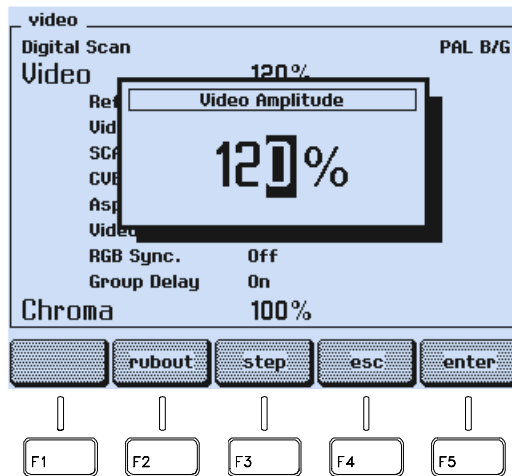 video
Digital Scan PAL B/G
Video 120%
Video Amplitude
120%
RGB Sync. Off
Group Delay On
Chroma 100%
rubout step esc enter
F1 F2 F3 F4 F5